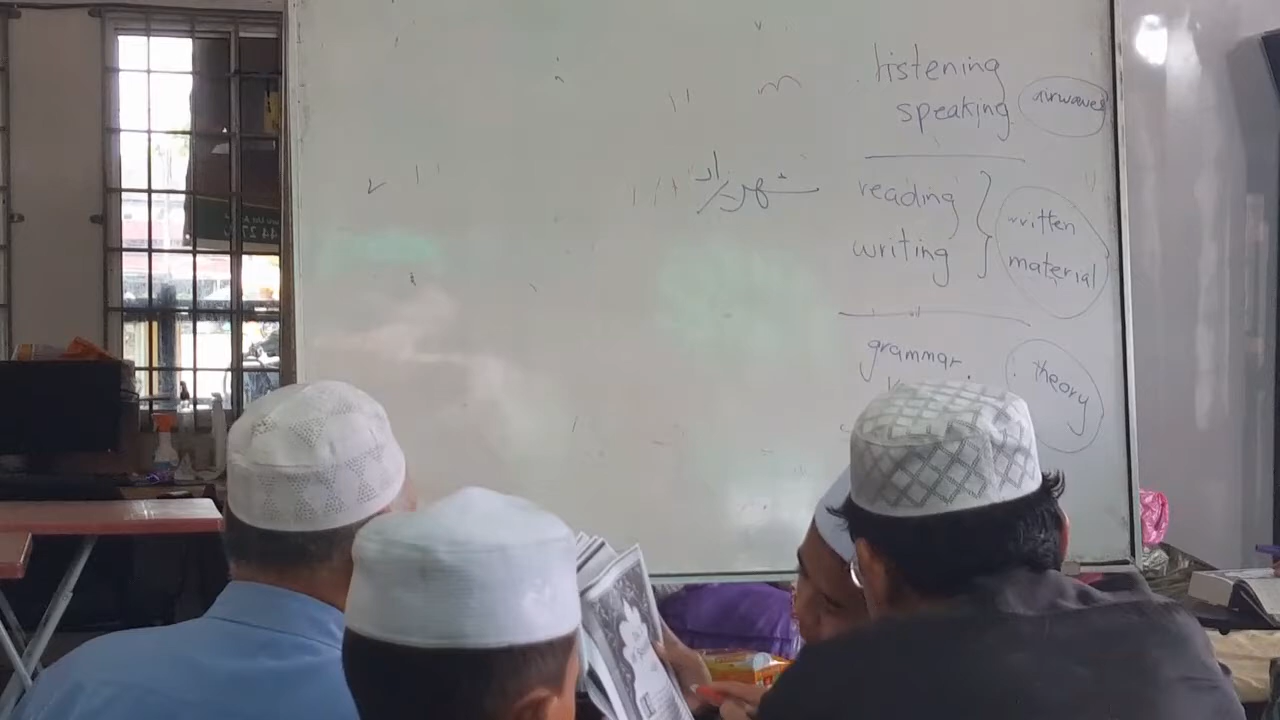 listening
speaking
airwaves
reading
writing
written
material
grammar
theory